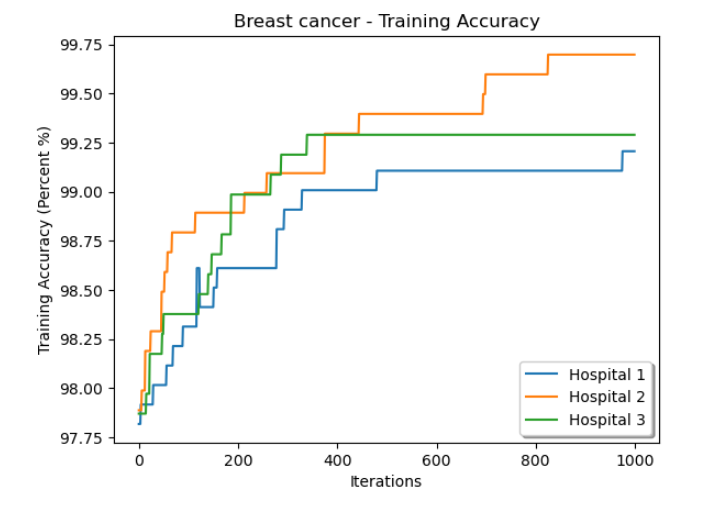 Breast cancer - Training Accuracy
Training Accuracy (Percent %)
99.75
99.50
99.25
99.00
98.75
98.50
98.25
98.00
97.75
Hospital 1
Hospital 2
Hospital 3
0 200 400 600 800 1000
Iterations